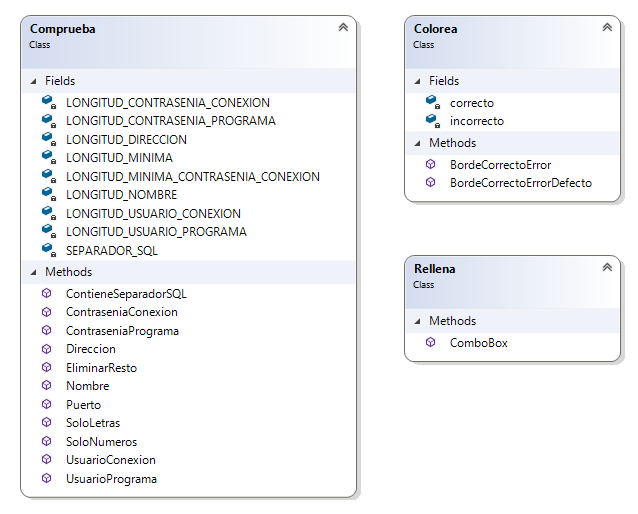 Comprueba
Class
Fields
LONGITUD_CONTRASENIA_CONEXION
LONGITUD_CONTRASENIA_PROGRAMA
LONGITUD_DIRECCION
LONGITUD_MINIMA
LONGITUD_MINIMA_CONTRASENIA_CONEXION
LONGITUD_NOMBRE
LONGITUD_USUARIO_CONEXION
LONGITUD_USUARIO_PROGRAMA
SEPARADOR_SQL
Methods
ContieneSeparadorSQL
ContraseniaConexion
ContraseniaPrograma
Direccion
EliminarResto
Nombre
Puerto
SoloLetras
SoloNumeros
UsuarioConexion
UsuarioPrograma
Colorea
Class
Fields
correcto
incorrecto
Methods
BordeCorrectoError
BordeCorrectoErrorDefecto
Rellena
Class
Methods
ComboBox